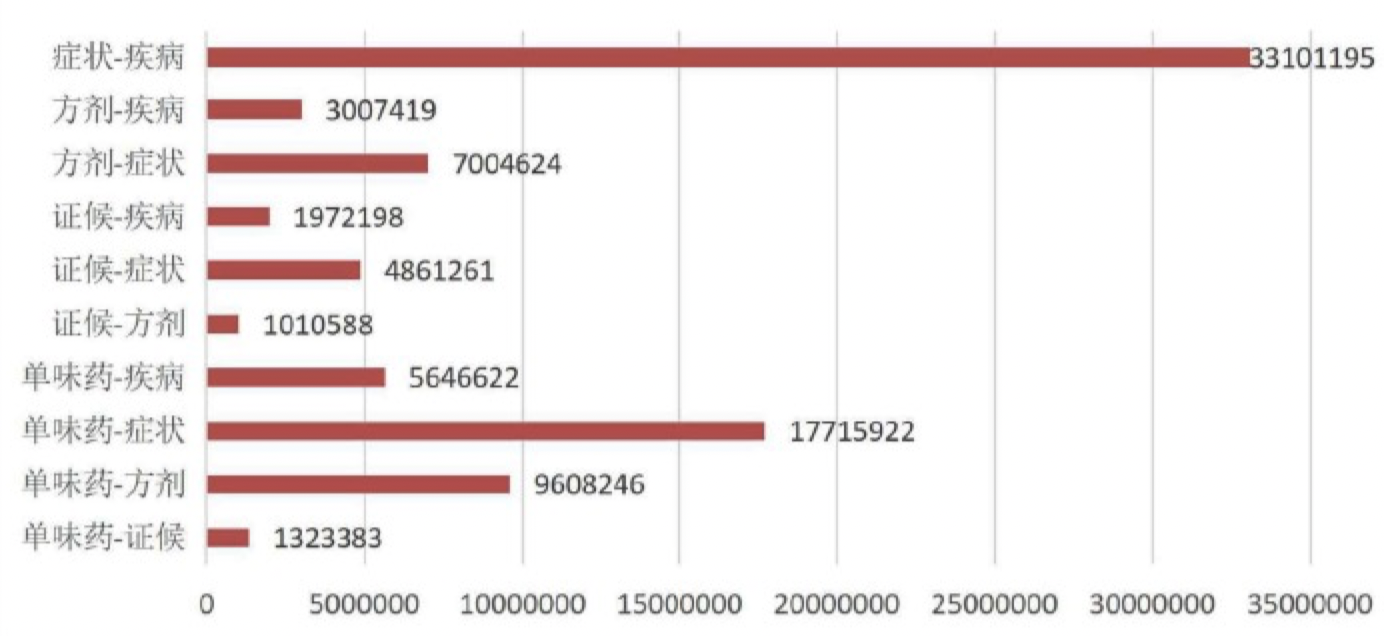 症状-疾病 33101195
方剂-疾病 3007419
方剂-症状 7004624
证候-疾病 1972198
证候-症状 4861261
证候-方剂 1010588
单味药-疾病 5646622
单味药-症状 17715922
单味药-方剂 9608246
单味药-证候 1323383
0 5000000 10000000 15000000 20000000 25000000 30000000 35000000